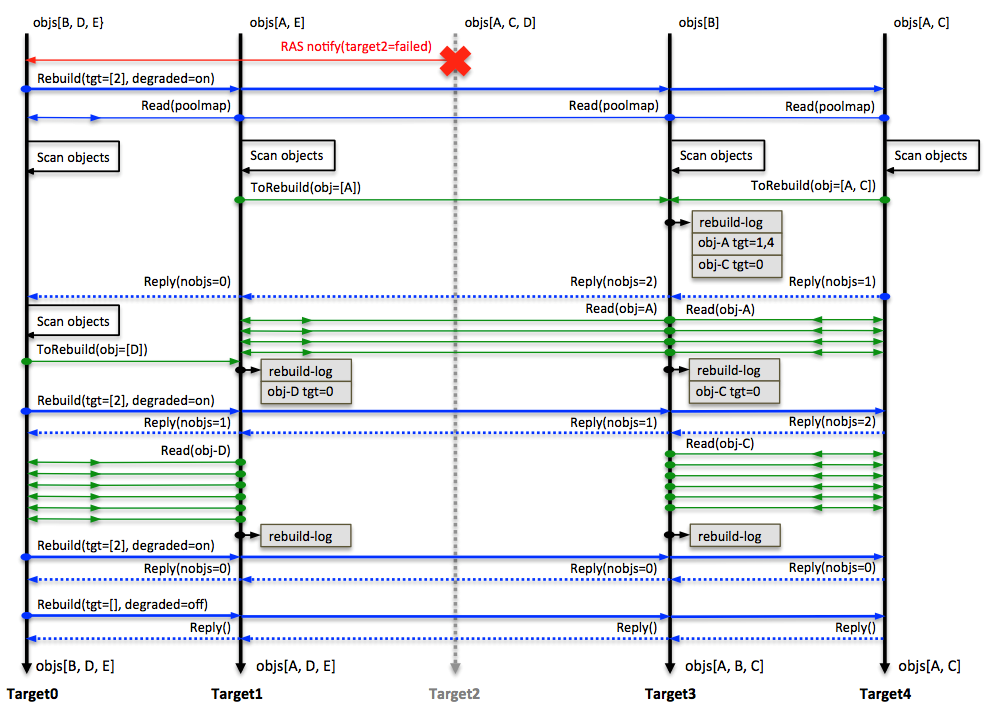 objs[B, D, E}
objs[A, E]
objs[A, C, D]
objs[B]
objs[A, C]
RAS notify(target2=failed)
Rebuild(tgt=[2], degraded=on)
Read(poolmap)
Read(poolmap)
Read(poolmap)
Scan objects
Scan objects
Scan objects
Scan objects
ToRebuild(obj=[A])
ToRebuild(obj=[A, C])
rebuild-log
obj-A tgt=1,4
obj-C tgt=0
Reply(nobjs=0)
Reply(nobjs=2)
Reply(nobjs=1)
Scan objects
Read(obj=A)
Read(obj-A)
ToRebuild(obj=[D])
rebuild-log
obj-D tgt=0
rebuild-log
obj-C tgt=0
Rebuild(tgt=[2], degraded=on)
Reply(nobjs=1)
Reply(nobjs=1)
Reply(nobjs=2)
Read(obj-D)
Read(obj-C)
rebuild-log
rebuild-log
Rebuild(tgt=[2], degraded=on)
Reply(nobjs=0)
Reply(nobjs=0)
Reply(nobjs=0)
Rebuild(tgt=[], degraded=off)
Reply()
Reply()
Reply()
objs[B, D, E]
objs[A, D, E]
objs[A, B, C]
objs[A, C]
Target0
Target1
Target2
Target3
Target4